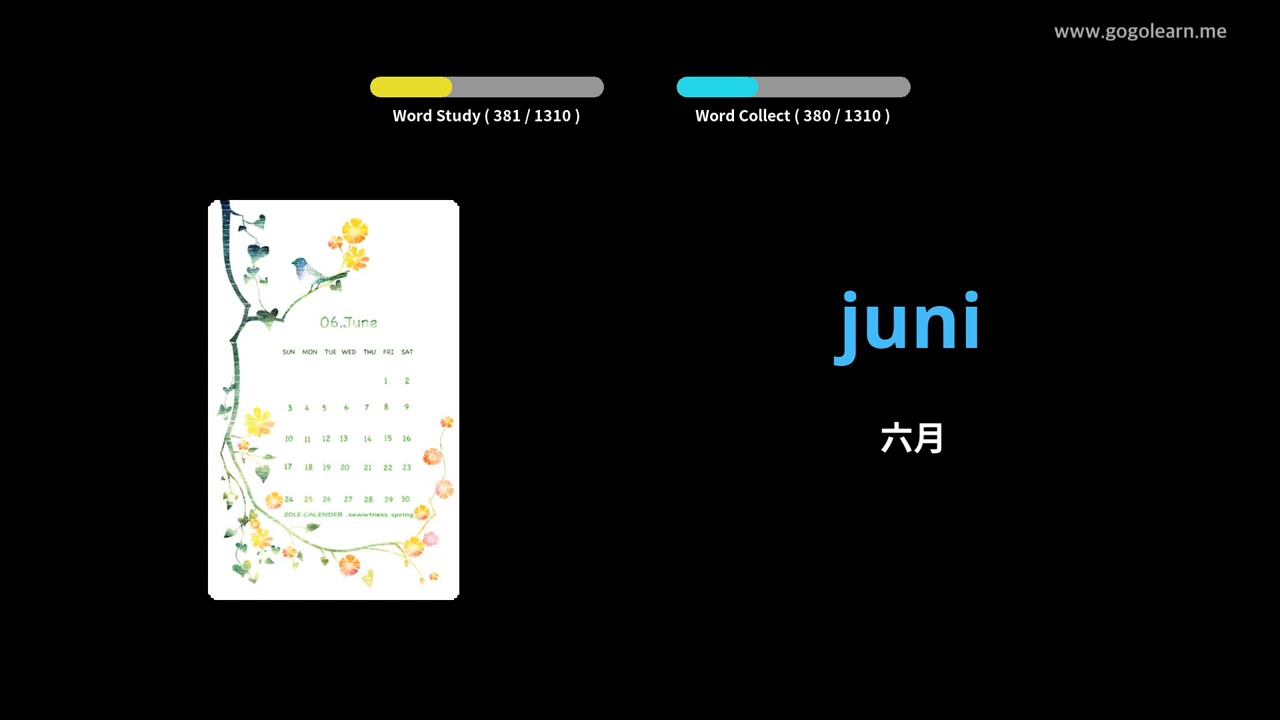 www.gogolearn.me
Word Study ( 381 / 1310 )
Word Collect ( 380 / 1310 )
06.June
SUN MON TUE WED THU FRI SAT
1 2
3 4 5 6 7 8 9
10 11 12 13 14 15 16
17 18 19 20 21 22 23
24 25 26 27 28 29 30
2012.CALENDER .sewwtness spring
juni
六月